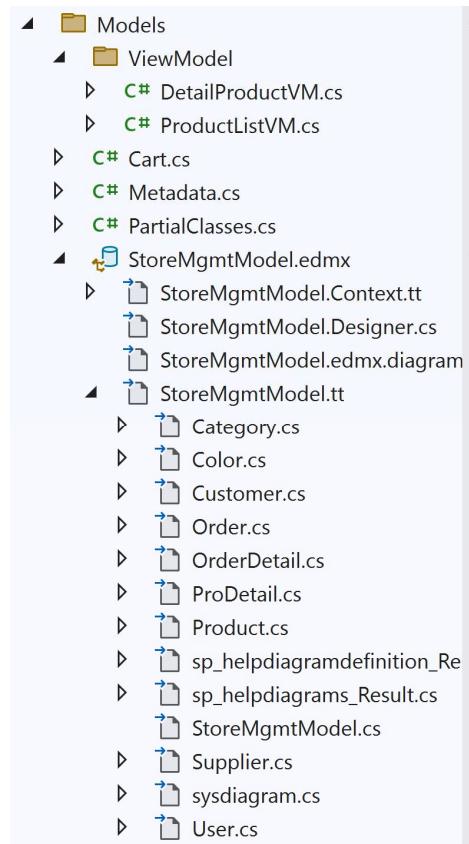 Models
ViewModel
C# DetailProductVM.cs
C# ProductListVM.cs
C# Cart.cs
C# Metadata.cs
C# PartialClasses.cs
StoreMgmtModel.edmx
StoreMgmtModel.Context.tt
StoreMgmtModel.Designer.cs
StoreMgmtModel.edmx.diagram
StoreMgmtModel.tt
Category.cs
Color.cs
Customer.cs
Order.cs
OrderDetail.cs
ProDetail.cs
Product.cs
sp_helpdiagramdefinition_Re
sp_helpdiagrams_Result.cs
StoreMgmtModel.cs
Supplier.cs
sysdiagram.cs
User.cs